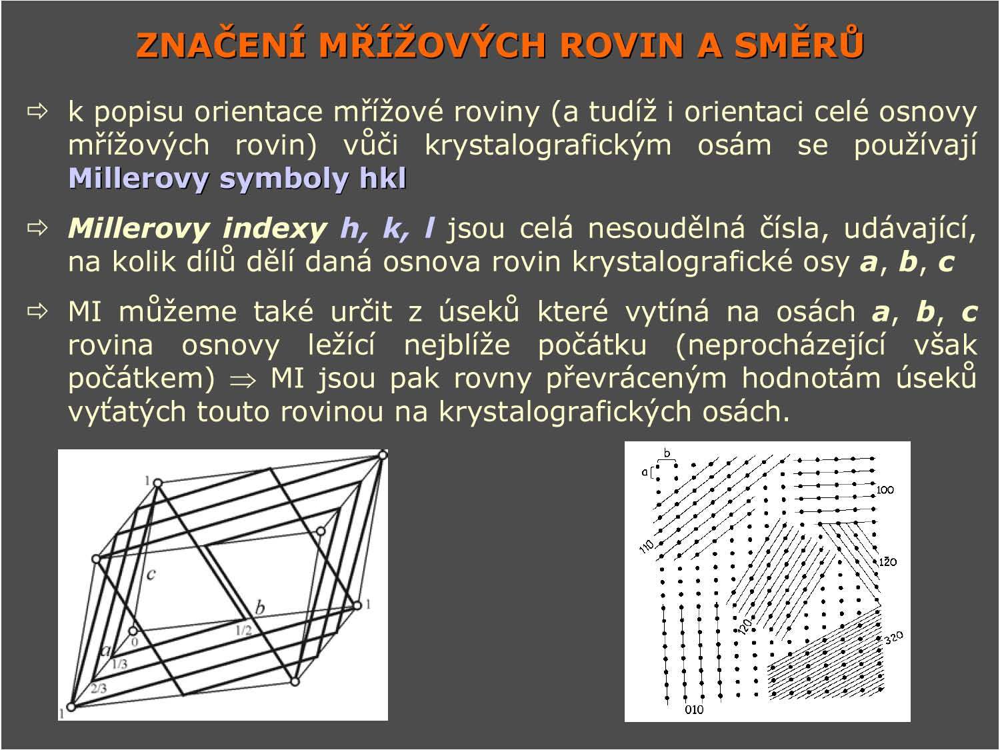 ZNAČENÍ MŘÍŽOVÝCH ROVIN A SMĚRŮ
⇨ k popisu orientace mřížové roviny (a tudíž i orientaci celé osnovy
mřížových rovin) vůči krystalografickým osám se používají
Millerovy symboly hkl
⇨ Millerovy indexy h, k, l jsou celá nesoudělná čísla, udávající,
na kolik dílů dělí daná osnova rovin krystalografické osy a, b, c
⇨ MI můžeme také určit z úseků které vytíná na osách a, b, c
rovina osnovy ležící nejblíže počátku (neprocházející však
počátkem) ⇒ MI jsou pak rovny převráceným hodnotám úseků
vyťatých touto rovinou na krystalografických osách.
1
c
b
1
1/2
0
a
1/3
2/3
1
b
a
100
110
12̄0
120
320
010